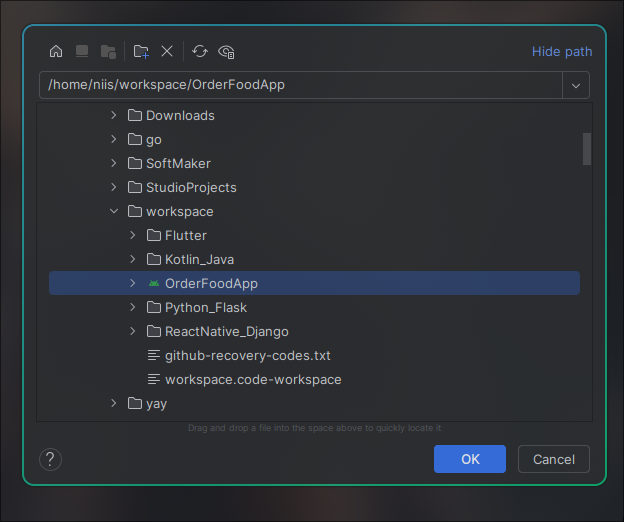 Hide path
/home/niis/workspace/OrderFoodApp
Downloads
go
SoftMaker
StudioProjects
workspace
Flutter
Kotlin_Java
OrderFoodApp
Python_Flask
ReactNative_Django
github-recovery-codes.txt
workspace.code-workspace
yay
Drag and drop a file into the space above to quickly locate it
? OK Cancel